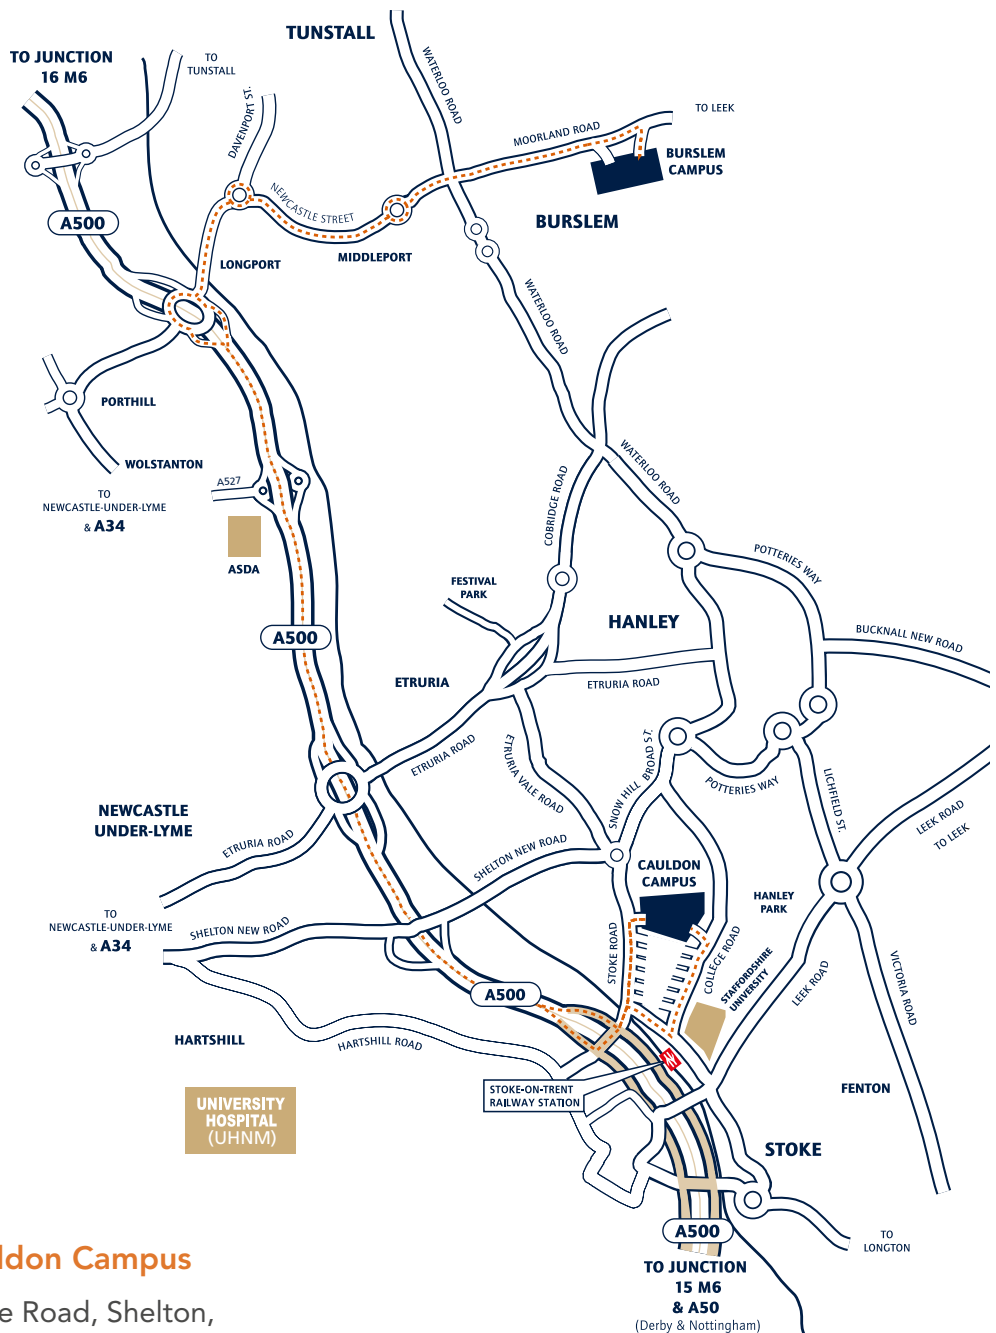 TUNSTALL
TO JUNCTION
16 M6
TO
TUNSTALL
DAVENPORT ST.
WATERLOO ROAD
MOORLAND ROAD
TO LEEK
BURSLEM
CAMPUS
A500
NEWCASTLE STREET
BURSLEM
LONGPORT
MIDDLEPORT
WATERLOO ROAD
PORTHILL
WOLSTANTON
TO
NEWCASTLE-UNDER-LYME
& A34
A527
ASDA
COBRIDGE ROAD
WATERLOO ROAD
POTTERIES WAY
FESTIVAL
PARK
HANLEY
A500
BUCKNALL NEW ROAD
ETRURIA
ETRURIA ROAD
ETRURIA ROAD
ETRURIA VALE ROAD
SNOW HILL
BROAD ST.
POTTERIES WAY
LICHFIELD ST.
LEEK ROAD
TO LEEK
NEWCASTLE
UNDER-LYME
ETRURIA ROAD
SHELTON NEW ROAD
CAULDON
CAMPUS
HANLEY
PARK
TO
NEWCASTLE-UNDER-LYME
& A34
SHELTON NEW ROAD
STOKE ROAD
COLLEGE ROAD
STAFFORDSHIRE
UNIVERSITY
LEEK ROAD
VICTORIA ROAD
A500
HARTSHILL
HARTSHILL ROAD
STOKE-ON-TRENT
RAILWAY STATION
FENTON
UNIVERSITY
HOSPITAL
(UHNM)
STOKE
A500
TO
LONGTON
TO JUNCTION
15 M6
& A50
(Derby & Nottingham)
ldon Campus
e Road, Shelton,